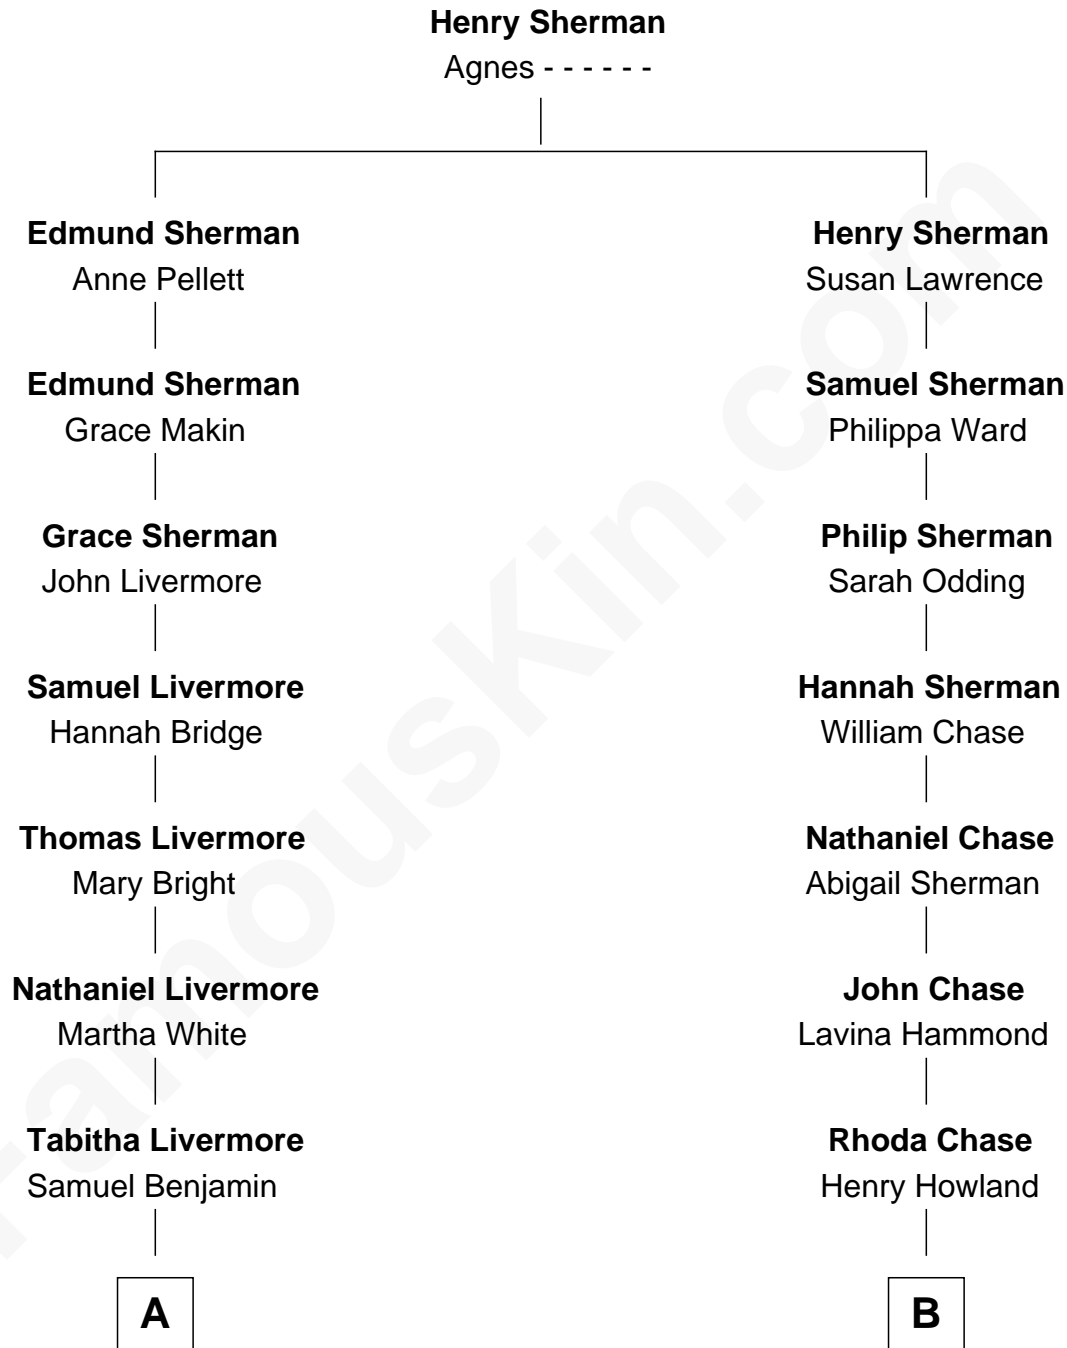 Henry Sherman
Agnes - - - - - -
Edmund Sherman
Anne Pellett
Henry Sherman
Susan Lawrence
Edmund Sherman
Grace Makin
Samuel Sherman
Philippa Ward
Grace Sherman
John Livermore
Philip Sherman
Sarah Odding
Samuel Livermore
Hannah Bridge
Hannah Sherman
William Chase
Thomas Livermore
Mary Bright
Nathaniel Chase
Abigail Sherman
Nathaniel Livermore
Martha White
John Chase
Lavina Hammond
Tabitha Livermore
Samuel Benjamin
Rhoda Chase
Henry Howland
A
B
FamousKin.com